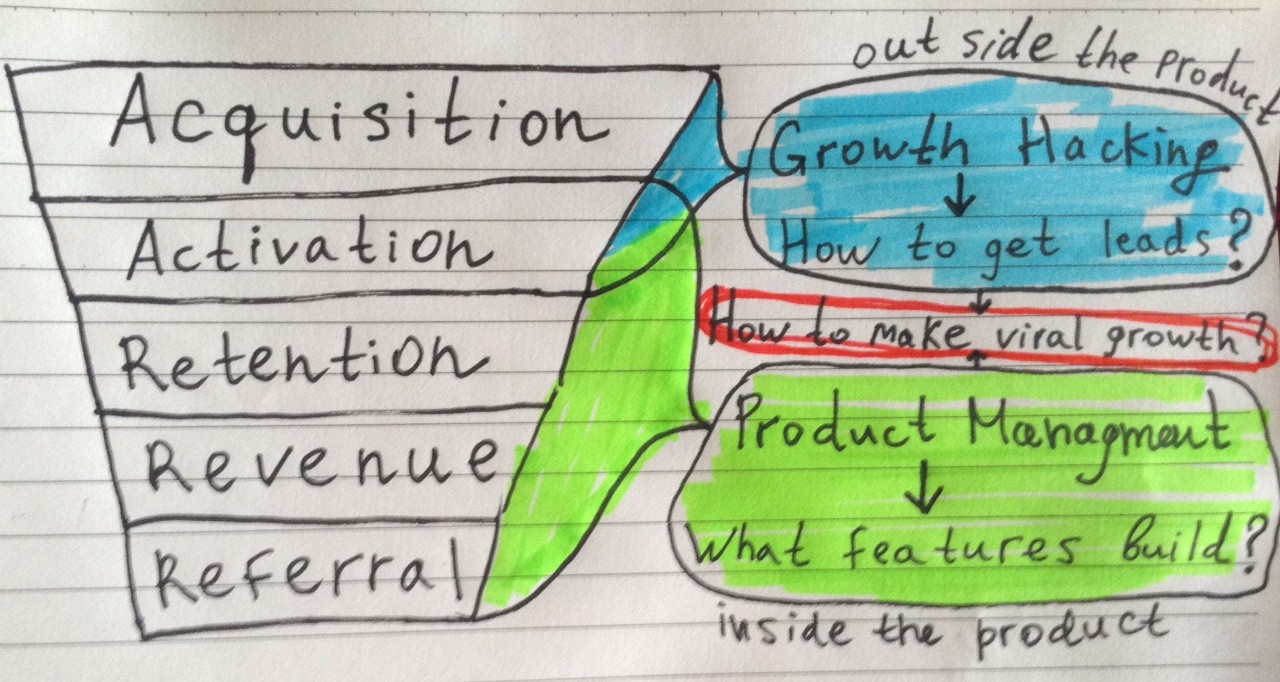 Acquisition
Activation
Retention
Revenue
Referral
out side the product
Growth Hacking
How to get leads?
How to make viral growth?
Product Managment
What features build?
inside the product